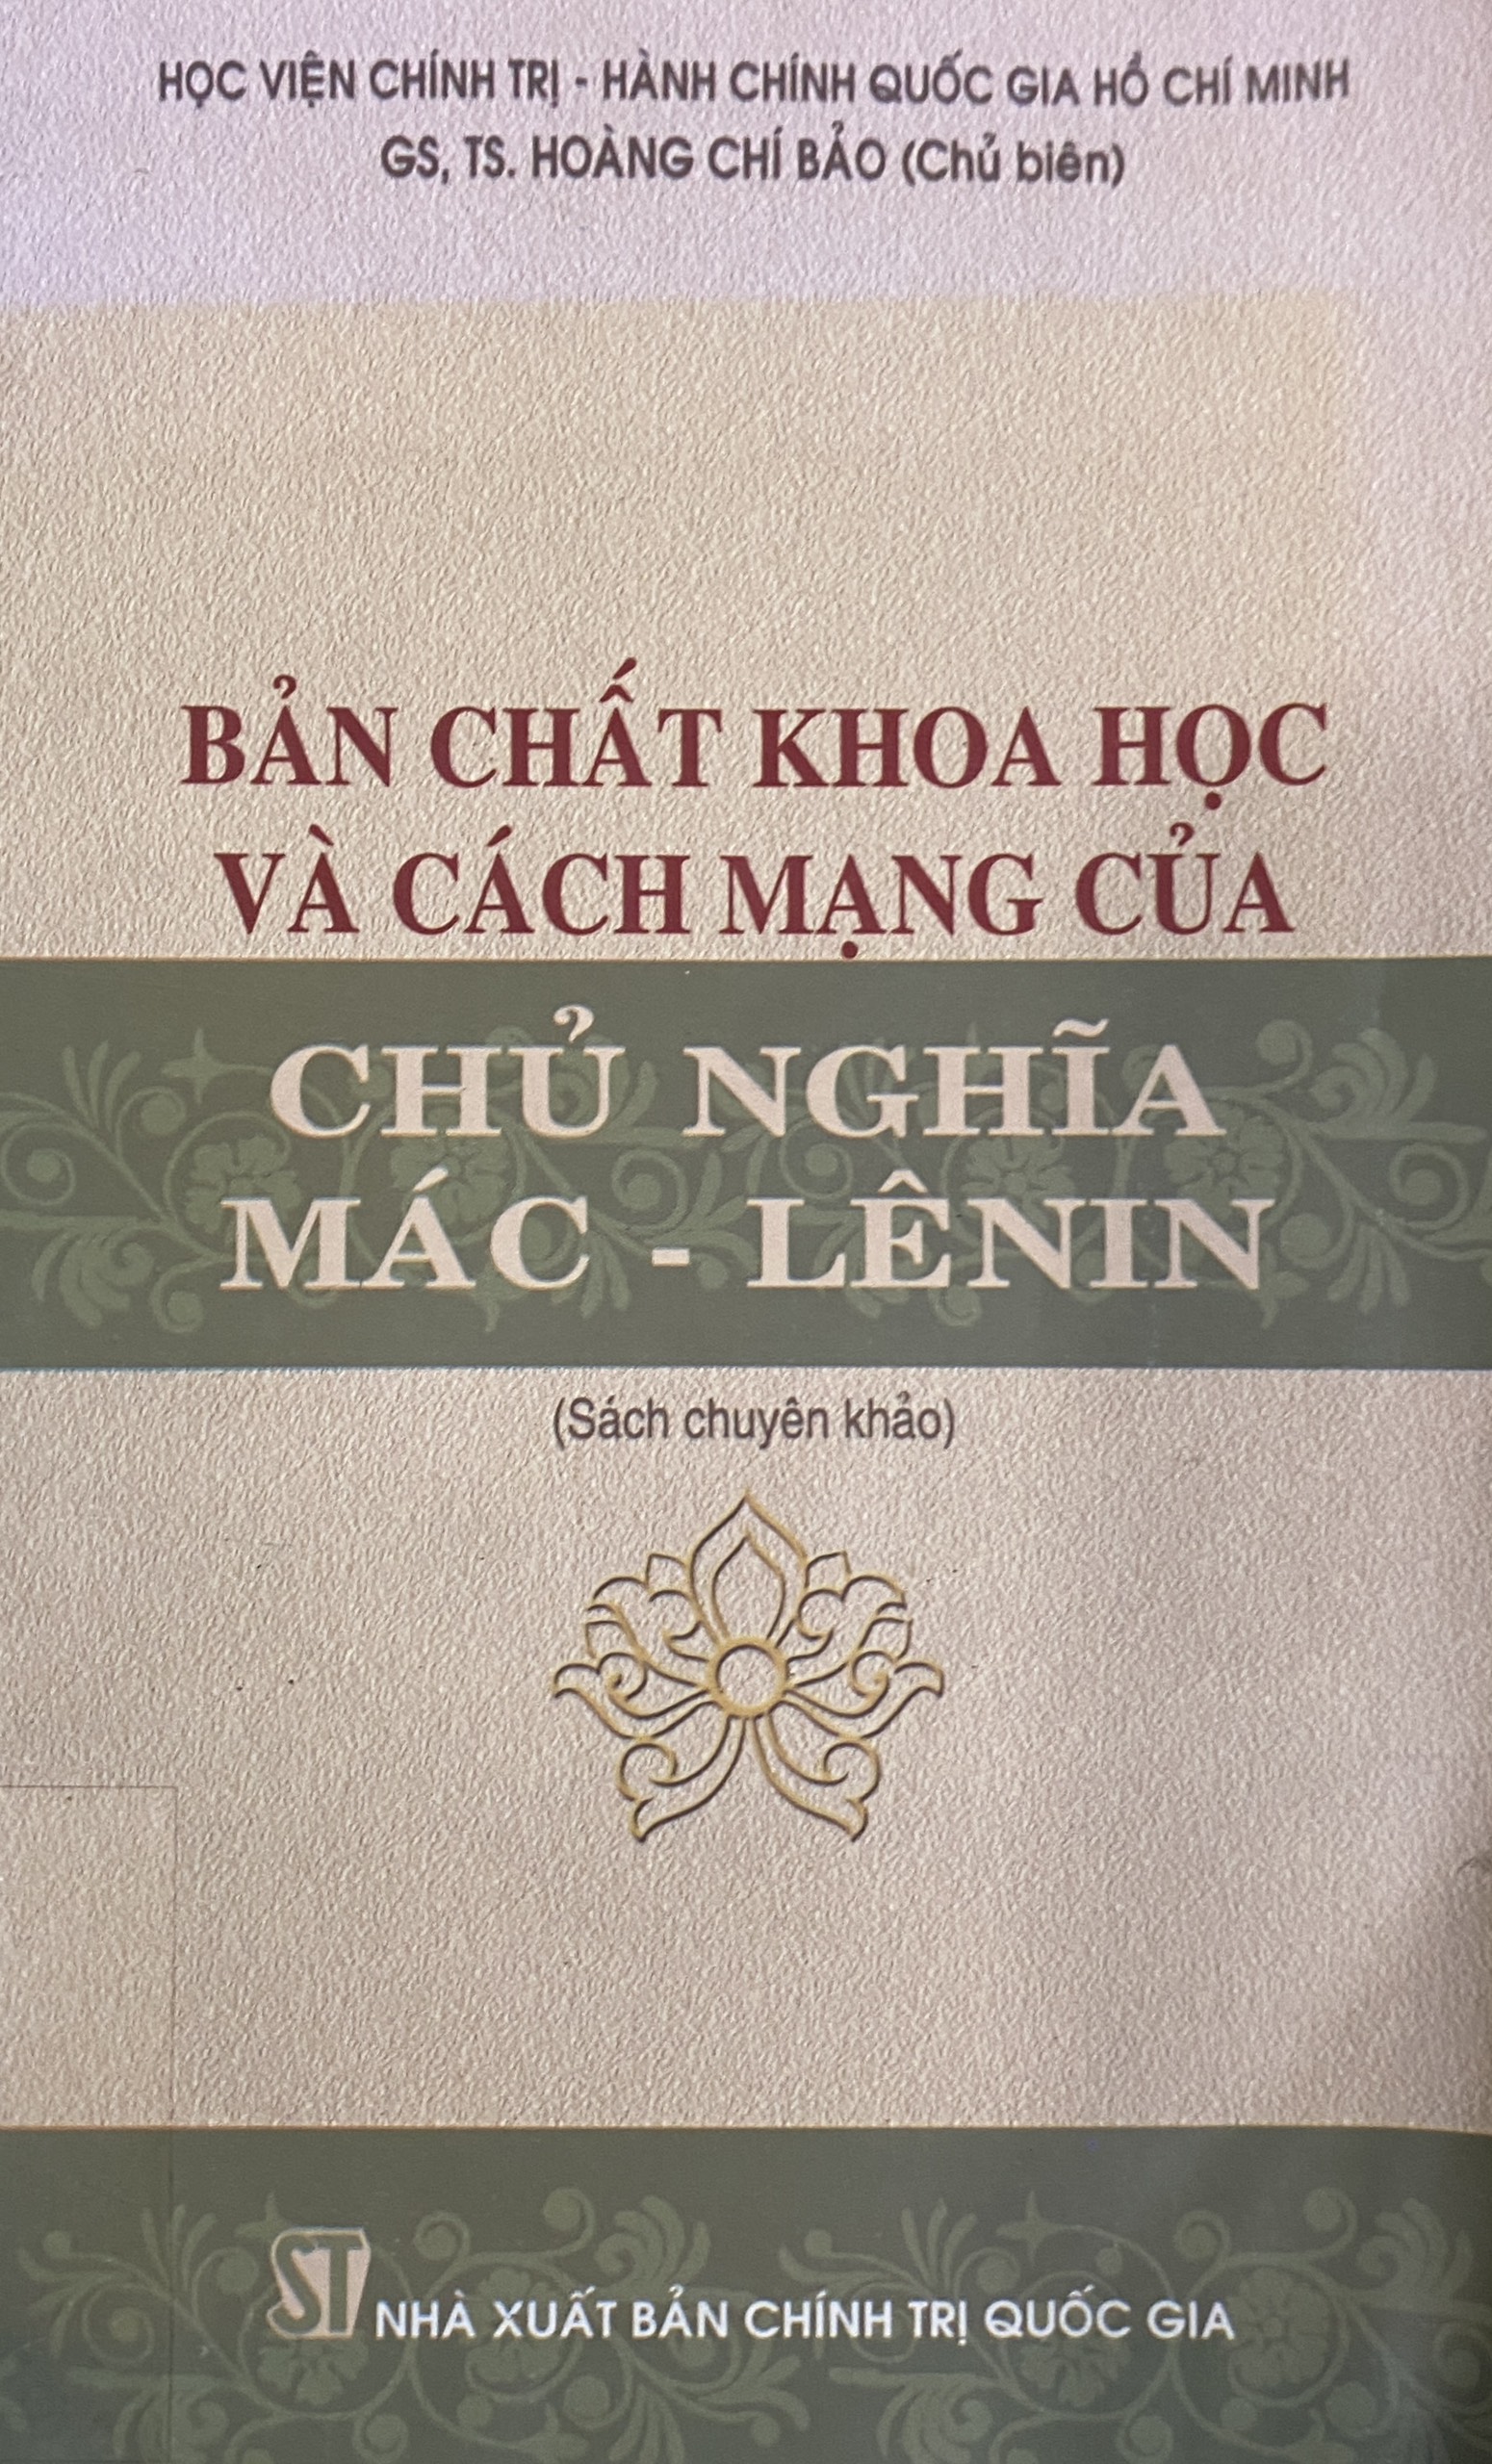 HỌC VIỆN CHÍNH TRỊ - HÀNH CHÍNH QUỐC GIA HỒ CHÍ MINH
GS, TS. HOÀNG CHÍ BẢO (Chủ biên)
BẢN CHẤT KHOA HỌC
VÀ CÁCH MẠNG CỦA
CHỦ NGHĨA
MÁC - LÊNIN
(Sách chuyên khảo)
ST NHÀ XUẤT BẢN CHÍNH TRỊ QUỐC GIA